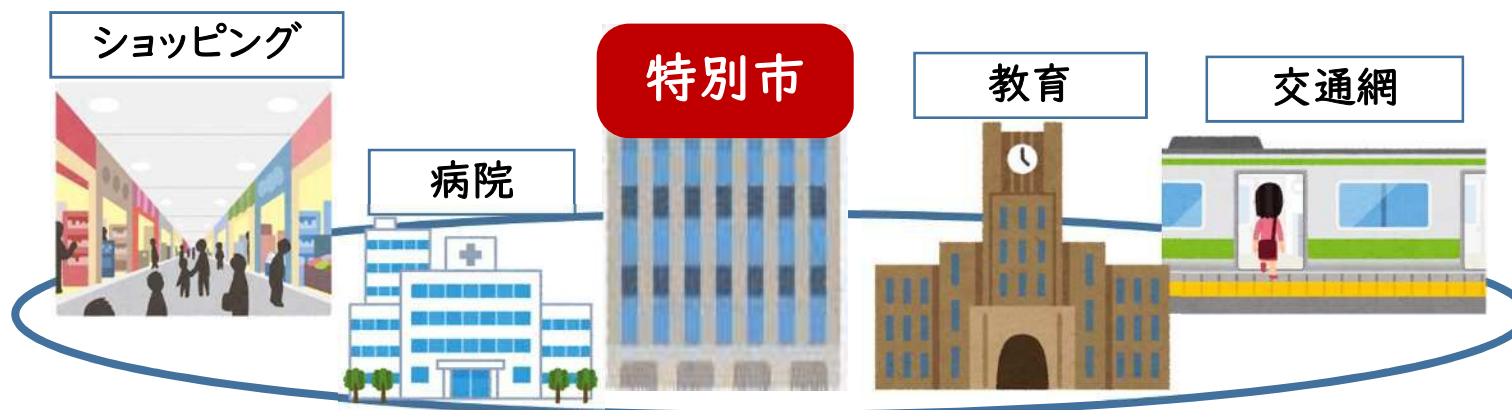 ショッピング
病院
特別市
教育
交通網